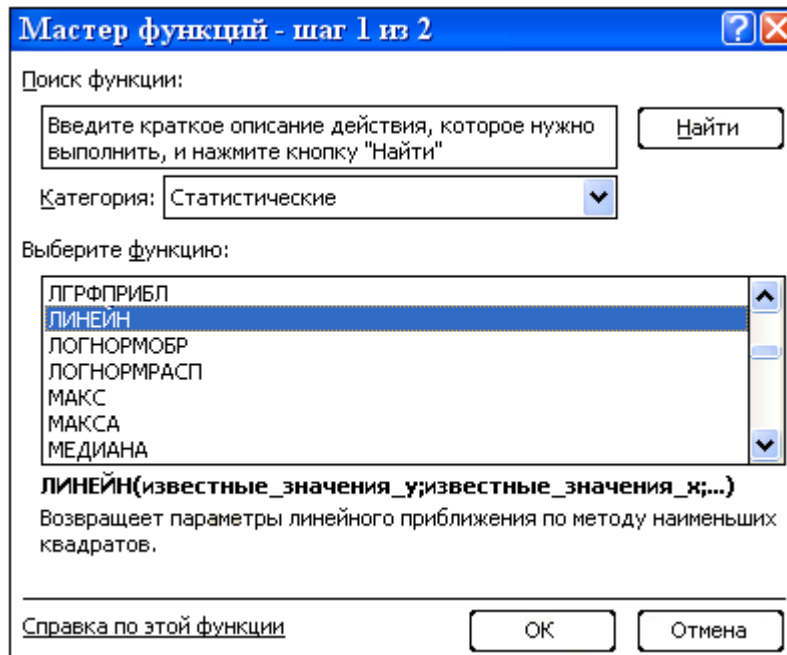 Мастер функций - шаг 1 из 2
Поиск функции:
Введите краткое описание действия, которое нужно
выполнить, и нажмите кнопку "Найти"
Найти
Категория: Статистические
Выберите функцию:
ЛГРФПРИБЛ
ЛИНЕЙН
ЛОГНОРМОБР
ЛОГНОРМРАСП
МАКС
МАКСА
МЕДИАНА
ЛИНЕЙН(известные_значения_y;известные_значения_x;...)
Возвращеет параметры линейного приближения по методу наименьших
квадратов.
Справка по этой функции
ОК
Отмена